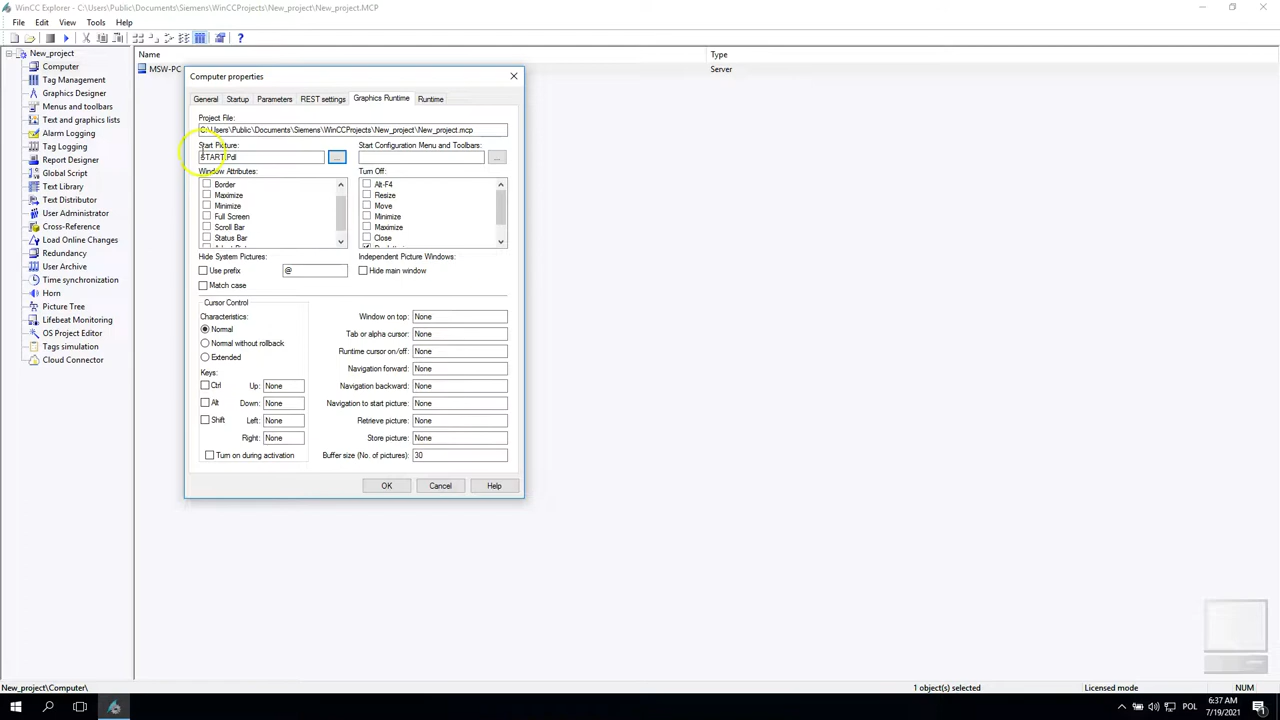 WinCC Explorer - C:\Users\Public\Documents\Siemens\WinCCProjects\New_project\New_project.MCP
File Edit View Tools Help
New_project
Computer
Tag Management
Graphics Designer
Menus and toolbars
Text and graphics lists
Alarm Logging
Tag Logging
Report Designer
Global Script
Text Library
Text Distributor
User Administrator
Cross-Reference
Load Online Changes
Redundancy
User Archive
Time synchronization
Horn
Picture Tree
Lifebeat Monitoring
OS Project Editor
Tags simulation
Cloud Connector
Name Type
MSW-PC Server
Computer properties
General Startup Parameters REST settings Graphics Runtime Runtime
Project File:
C:\Users\Public\Documents\Siemens\WinCCProjects\New_project\New_project.mcp
Start Picture: Start Configuration Menu and Toolbars:
START.Pdl ... ...
Window Attributes: Turn Off:
Border Alt-F4
Maximize Resize
Minimize Move
Full Screen Minimize
Scroll Bar Maximize
Status Bar Close
Hide System Pictures: Independent Picture Windows:
Use prefix @ Hide main window
Match case
Cursor Control
Characteristics: Window on top: None
Normal Tab or alpha cursor: None
Normal without rollback Runtime cursor on/off: None
Extended Navigation forward: None
Keys:
Ctrl Up: None Navigation backward: None
Alt Down: None Navigation to start picture: None
Shift Left: None Retrieve picture: None
Right: None Store picture: None
Turn on during activation Buffer size (No. of pictures): 30
OK Cancel Help
New_project\Computer\ 1 object(s) selected Licensed mode NUM
POL 6:37 AM
7/19/2021